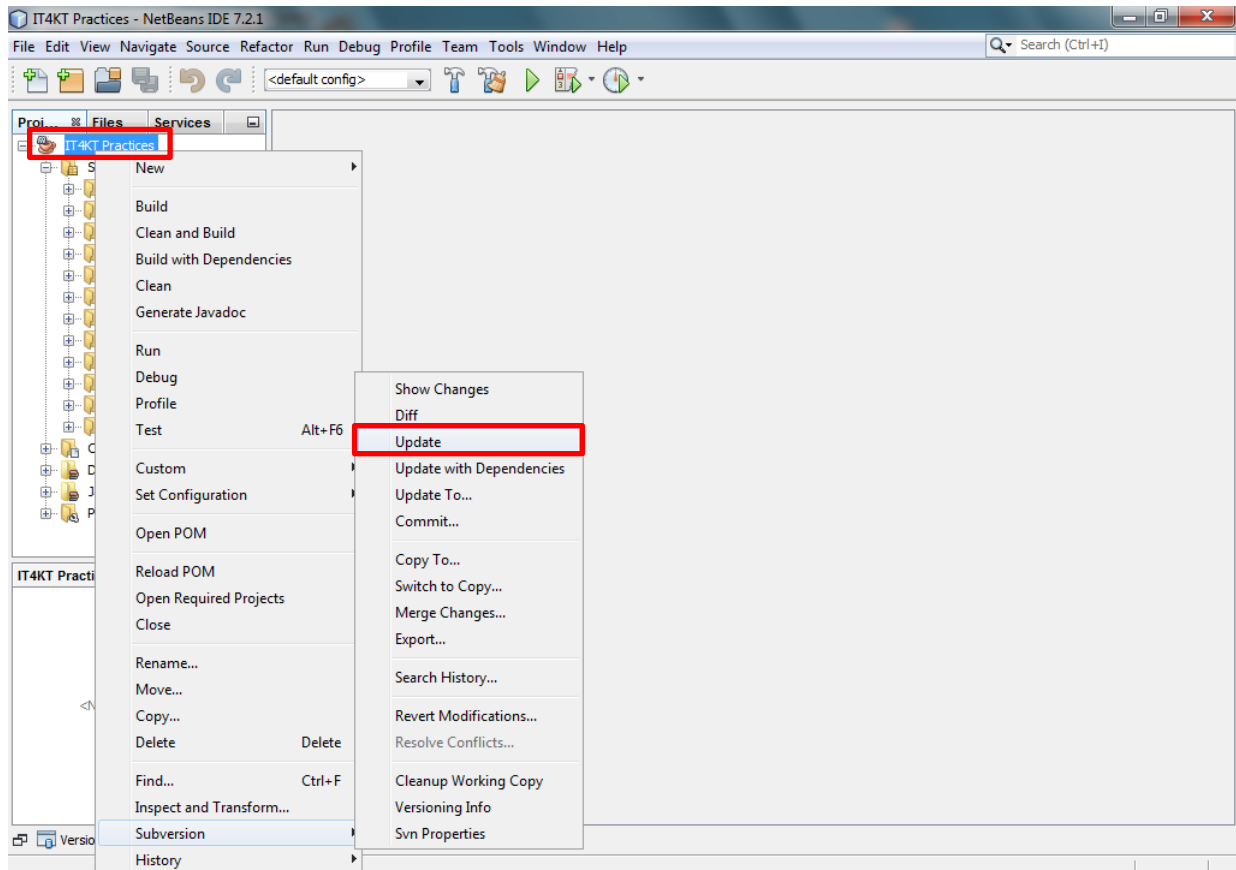 IT4KT Practices - NetBeans IDE 7.2.1
File Edit View Navigate Source Refactor Run Debug Profile Team Tools Window Help
Search (Ctrl+I)
<default config>
Proj... Files Services
IT4KT Practices
S
C
D
J
P
New
Build
Clean and Build
Build with Dependencies
Clean
Generate Javadoc
Run
Debug
Profile
Test Alt+F6
Custom
Set Configuration
Open POM
Reload POM
Open Required Projects
Close
Rename...
Move...
Copy...
Delete Delete
Find... Ctrl+F
Inspect and Transform...
Subversion
History
Show Changes
Diff
Update
Update with Dependencies
Update To...
Commit...
Copy To...
Switch to Copy...
Merge Changes...
Export...
Search History...
Revert Modifications...
Resolve Conflicts...
Cleanup Working Copy
Versioning Info
Svn Properties
IT4KT Practi
<N
Versio